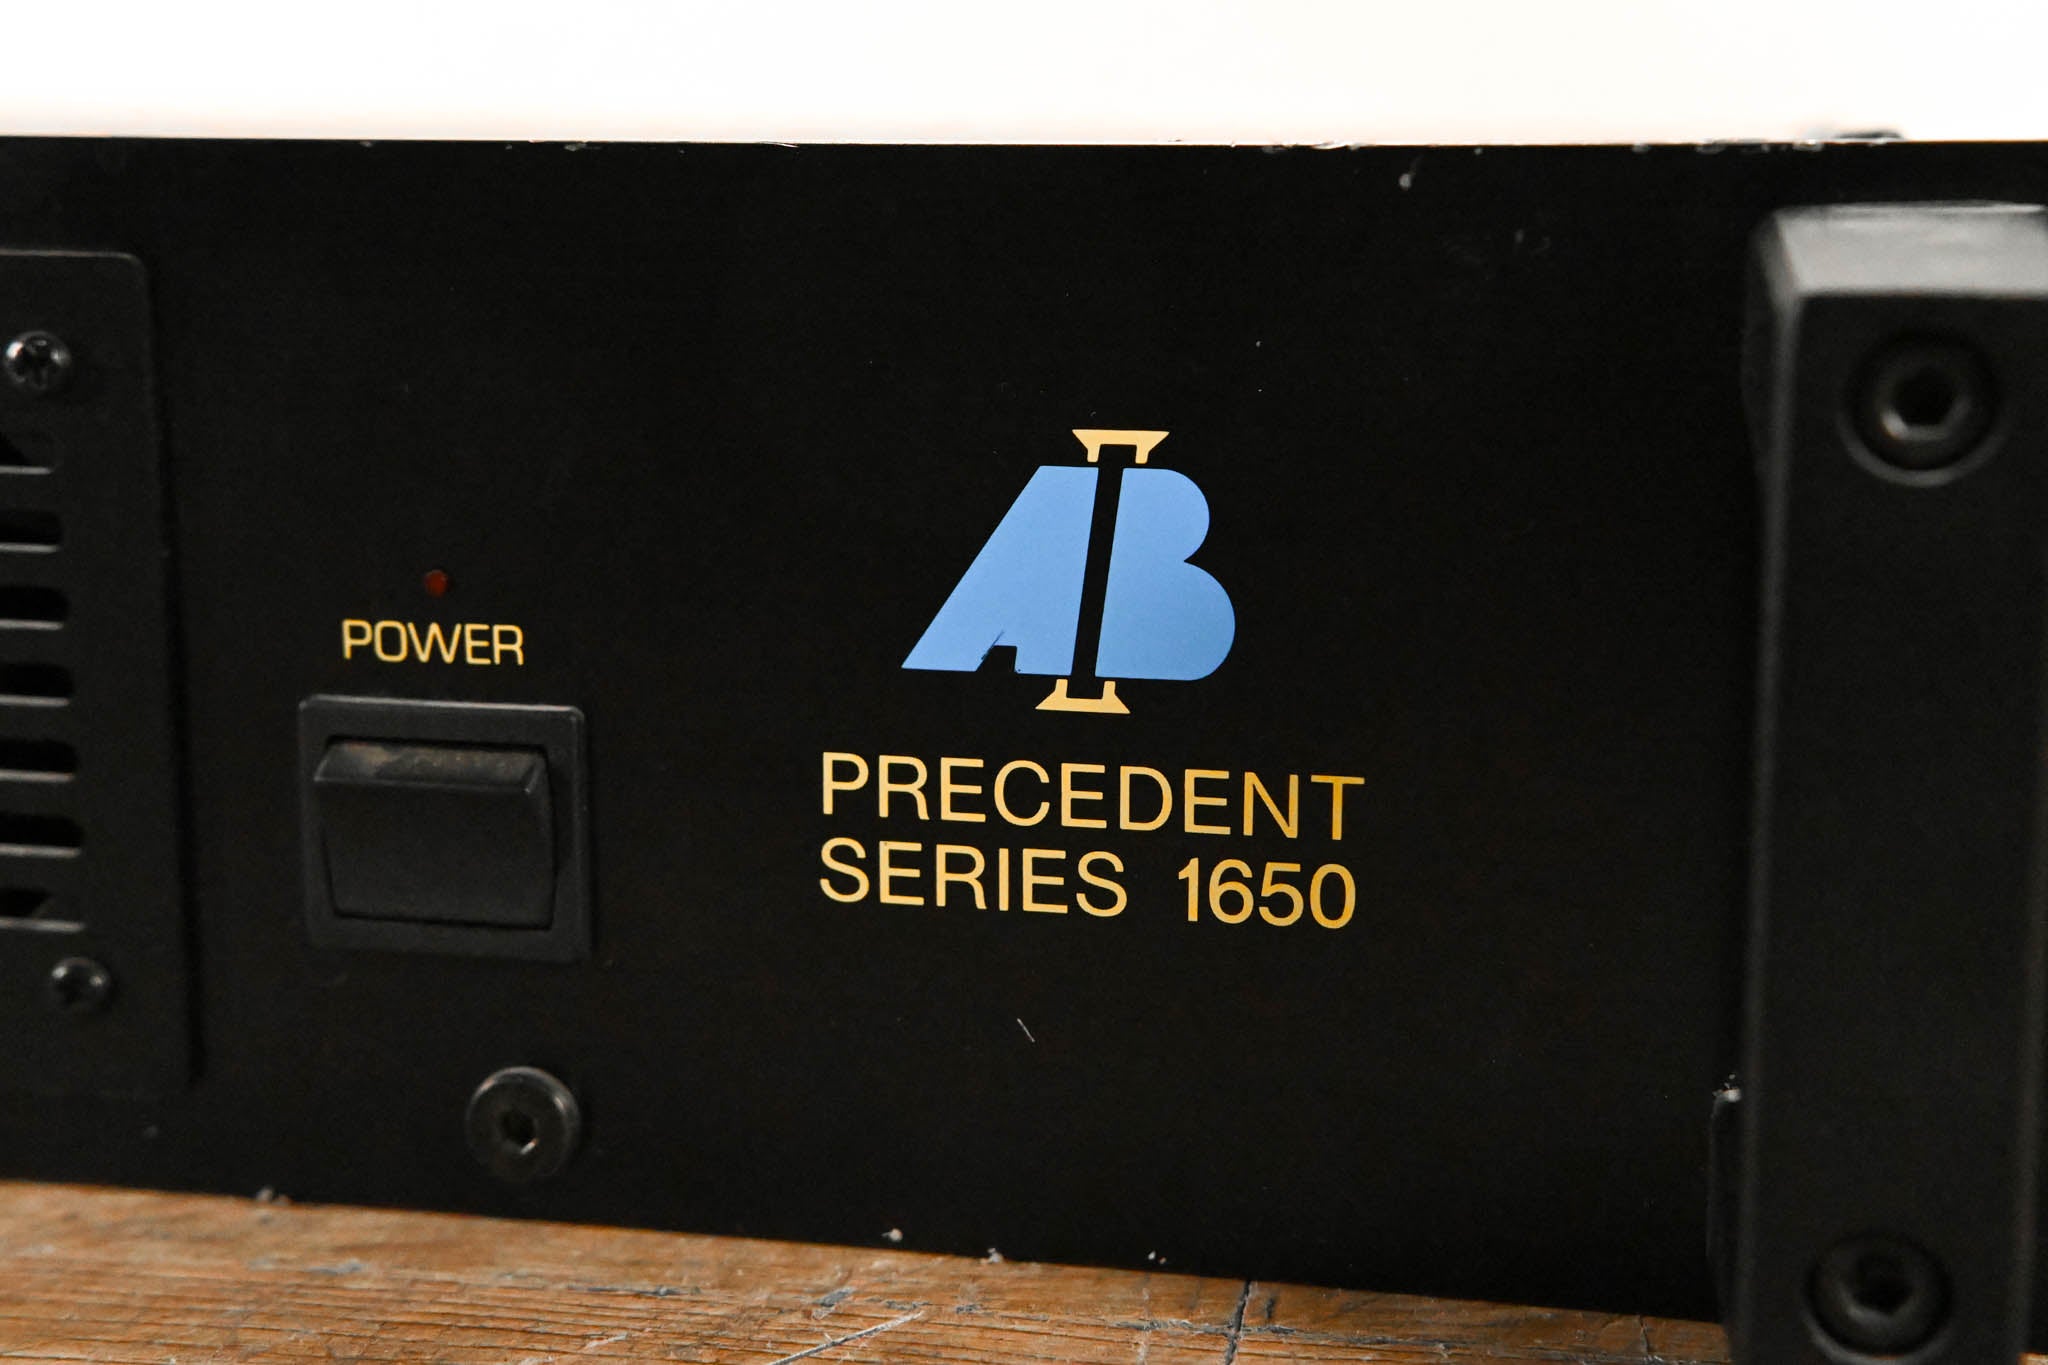 POWER
AB
PRECEDENT
SERIES 1650